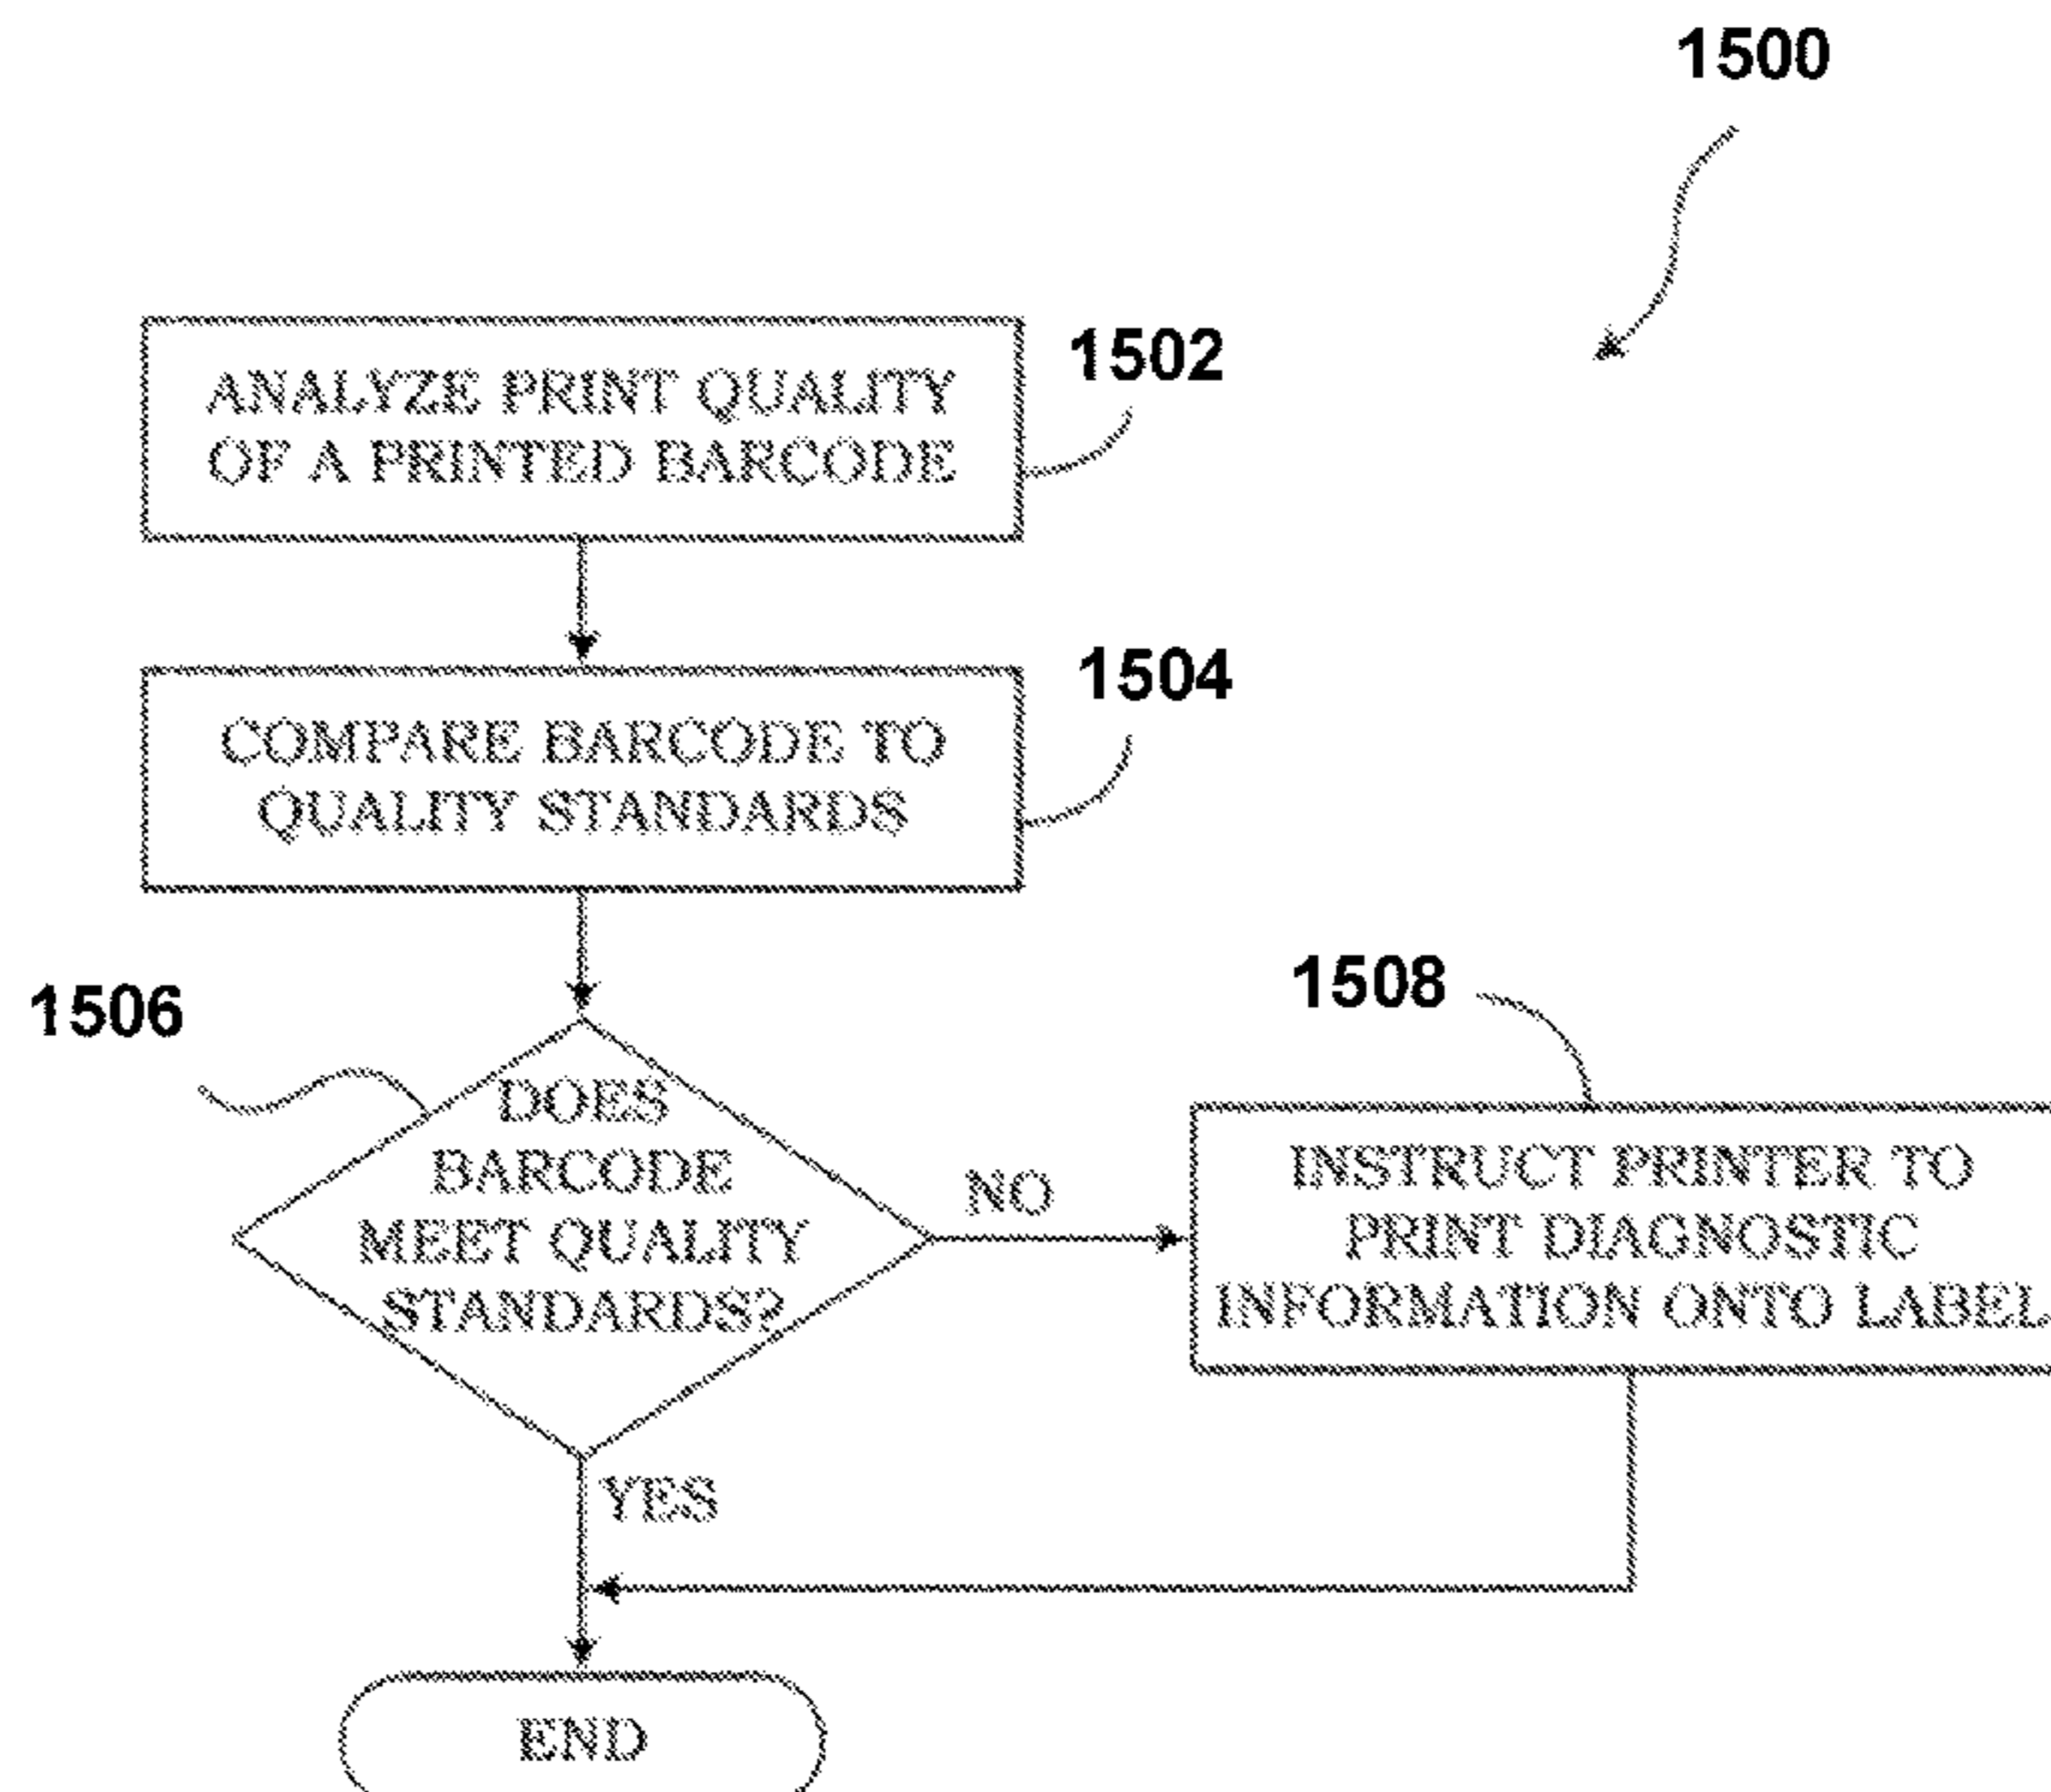 1500
ANALYZE PRINT QUALITY
OF A PRINTED BARCODE
1502
COMPARE BARCODE TO
QUALITY STANDARDS
1504
1506
DOES
BARCODE
MEET QUALITY
STANDARDS?
NO
1508
INSTRUCT PRINTER TO
PRINT DIAGNOSTIC
INFORMATION ONTO LABEL
YES
END